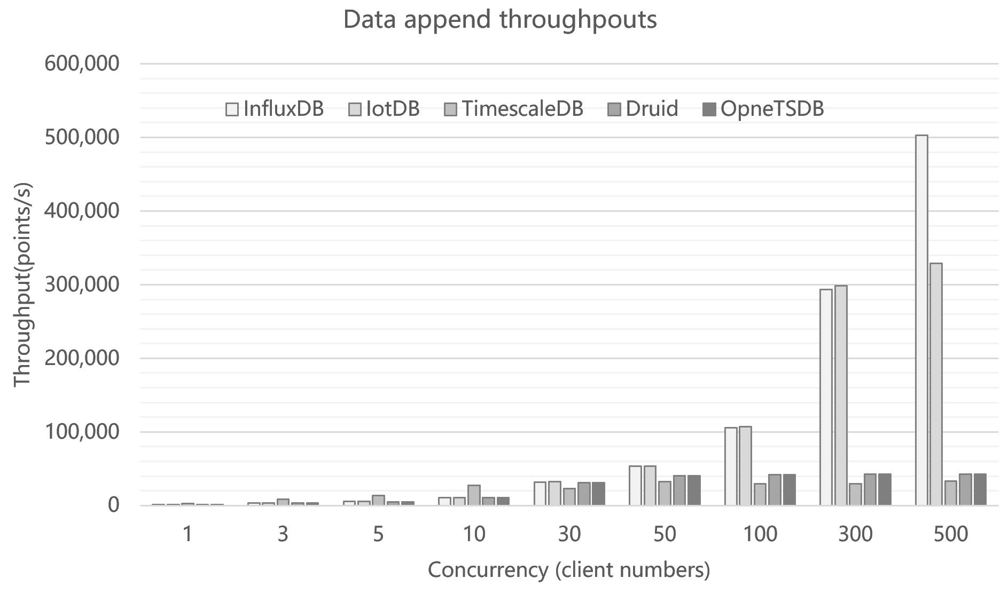 Data append throughpouts
600,000
InfluxDB IotDB TimescaleDB Druid OpneTSDB
500,000
400,000
300,000
200,000
100,000
0
Throughput(points/s)
1 3 5 10 30 50 100 300 500
Concurrency (client numbers)